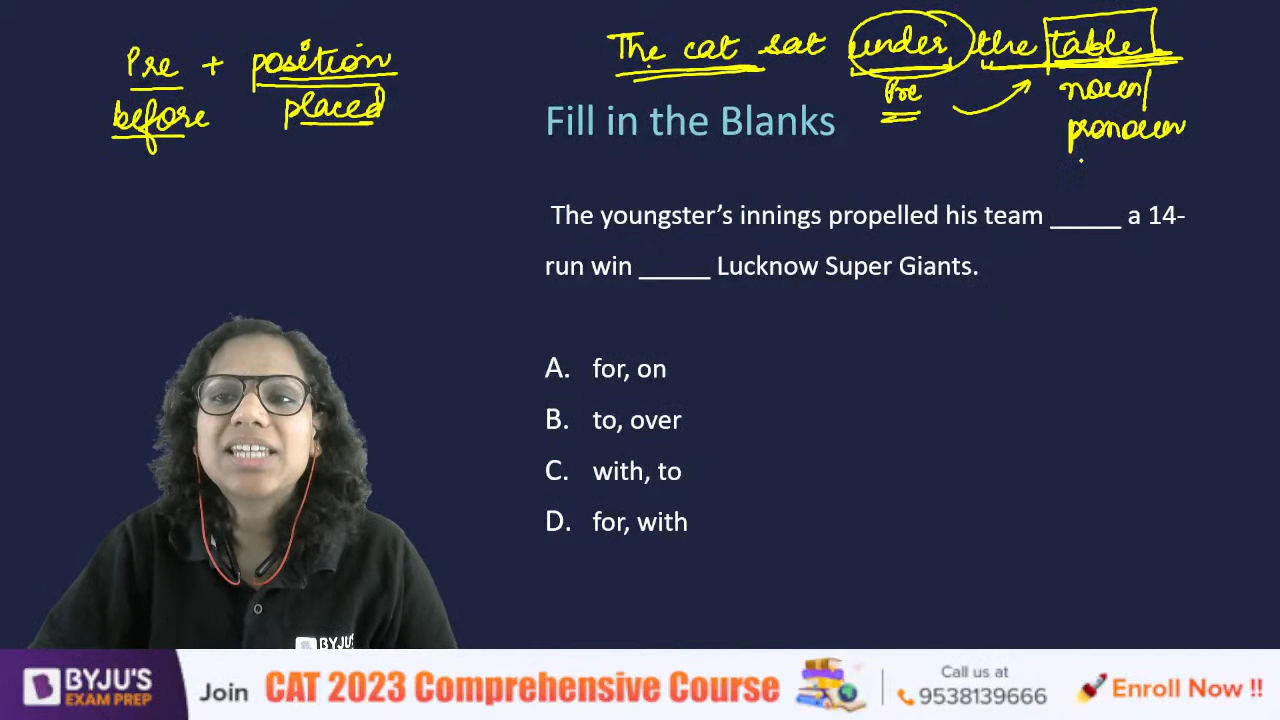 Pre + position
before placed
The cat sat under the table.
Pre
noun/
pronoun
Fill in the Blanks
The youngster’s innings propelled his team _____ a 14-
run win _____ Lucknow Super Giants.
A. for, on
B. to, over
C. with, to
D. for, with
BYJU'S
BYJU'S
EXAM PREP
Join CAT 2023 Comprehensive Course
Call us at
9538139666
Enroll Now !!